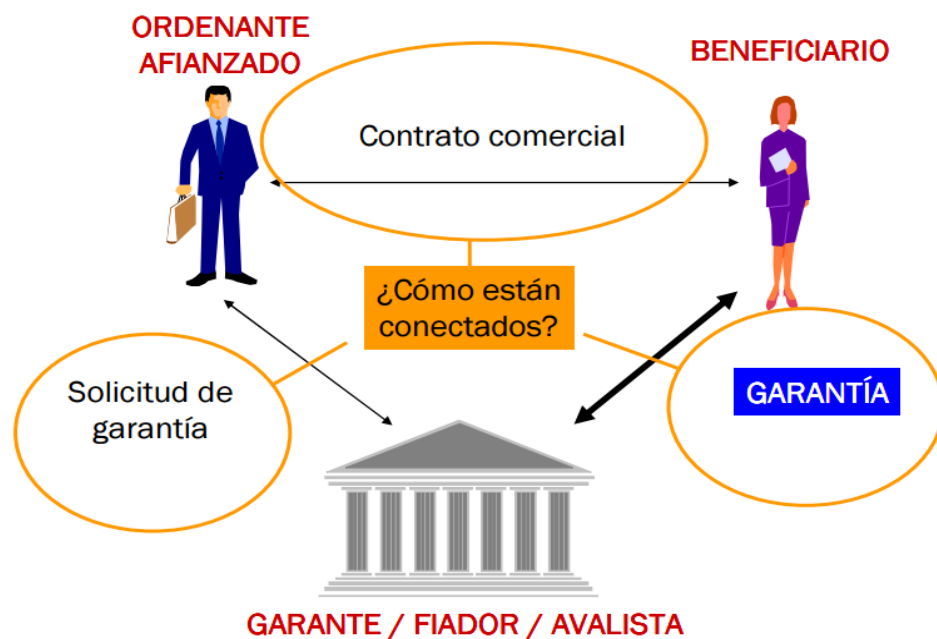 ORDENANTE
AFIANZADO
BENEFICIARIO
Contrato comercial
¿Cómo están
conectados?
Solicitud de
garantía
GARANTÍA
GARANTE / FIADOR / AVALISTA